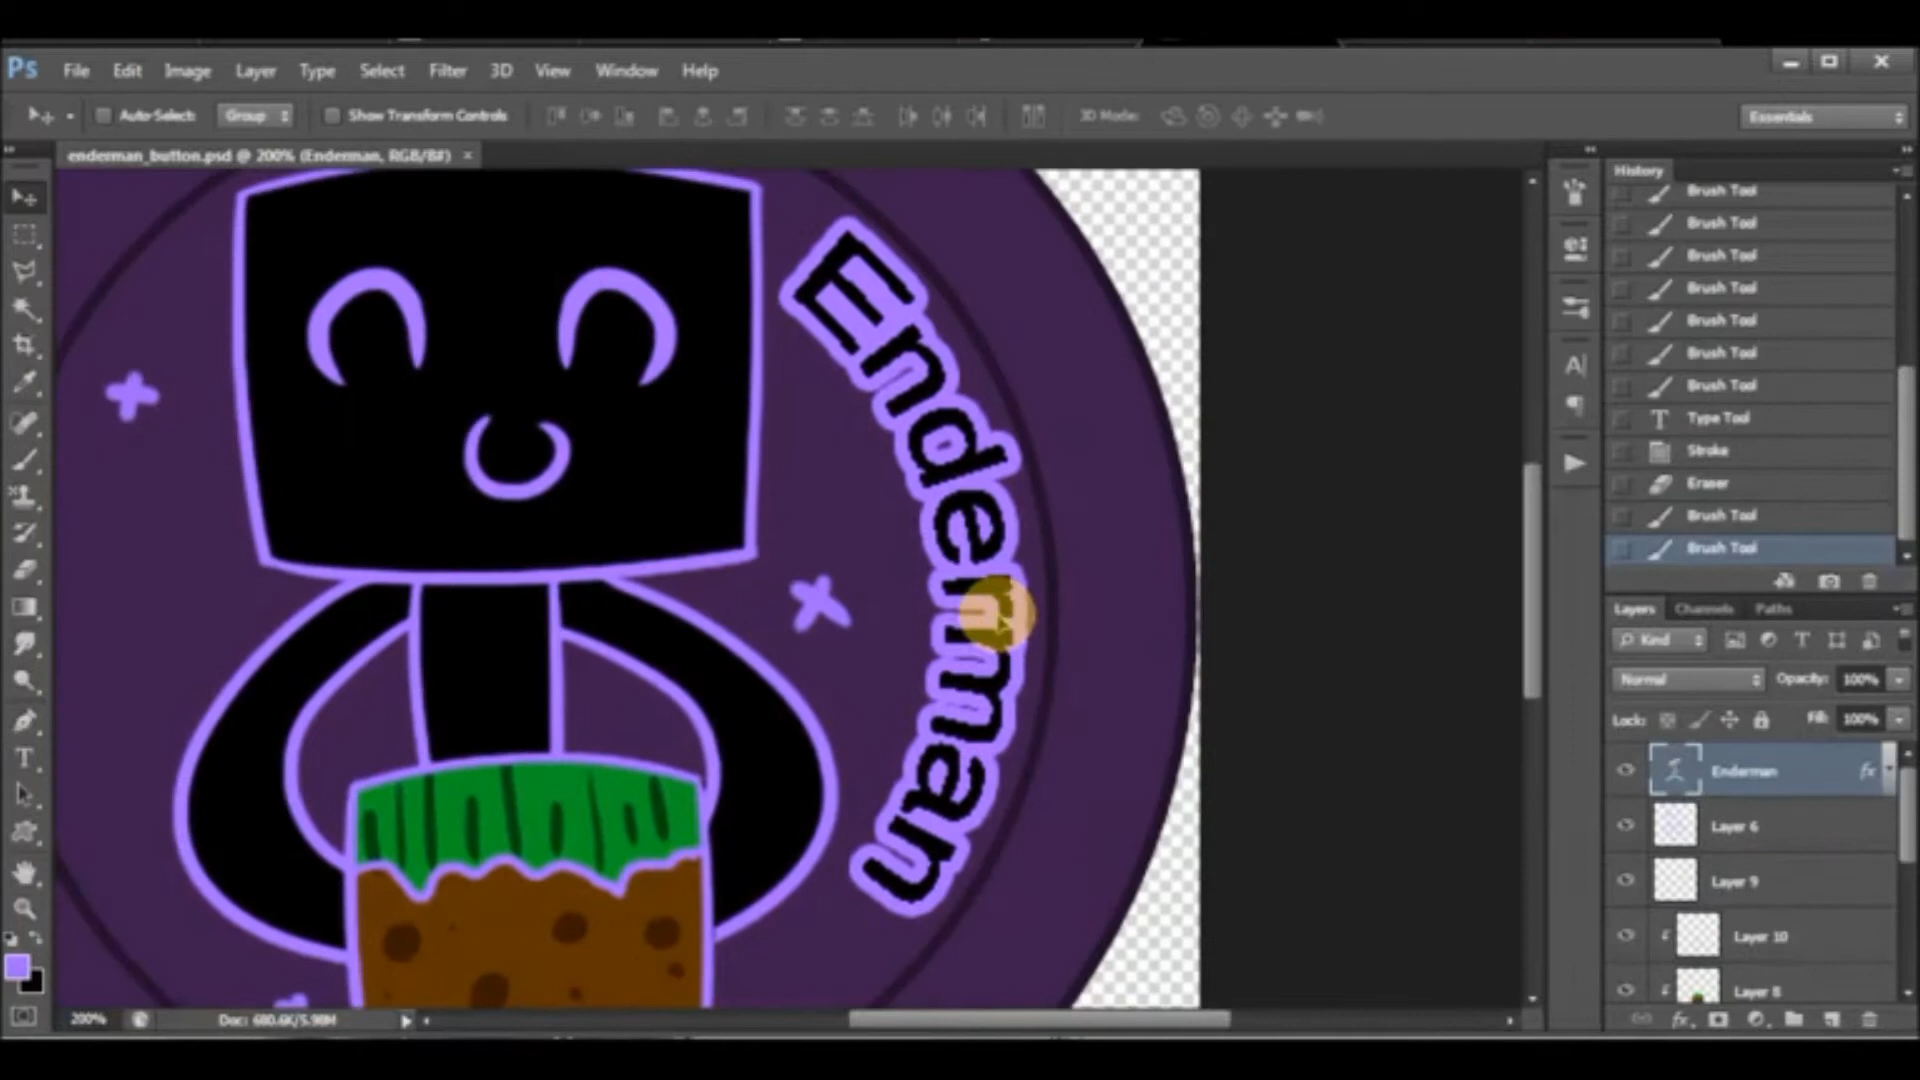 Ps File Edit Image Layer Type Select Filter 3D View Window Help
Auto-Select: Group Show Transform Controls 3D Mode: Essentials
enderman_button.psd @ 200% (Enderman, RGB/8#) ×
History
Brush Tool
Brush Tool
Brush Tool
Brush Tool
Brush Tool
Brush Tool
Brush Tool
Type Tool
Stroke
Eraser
Brush Tool
Brush Tool
Enderman
Layers Channels Paths
Kind
Normal Opacity: 100%
Lock: Fill: 100%
Enderman fx
Layer 6
Layer 9
Layer 10
Layer 8
200% Doc: 680.6K/5.98M
fx